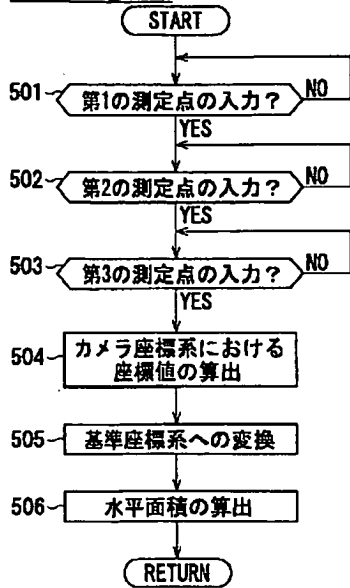 START
501
第1の測定点の入力?
NO
YES
502
第2の測定点の入力?
NO
YES
503
第3の測定点の入力?
NO
YES
504
カメラ座標系における
座標値の算出
505
基準座標系への変換
506
水平面積の算出
RETURN